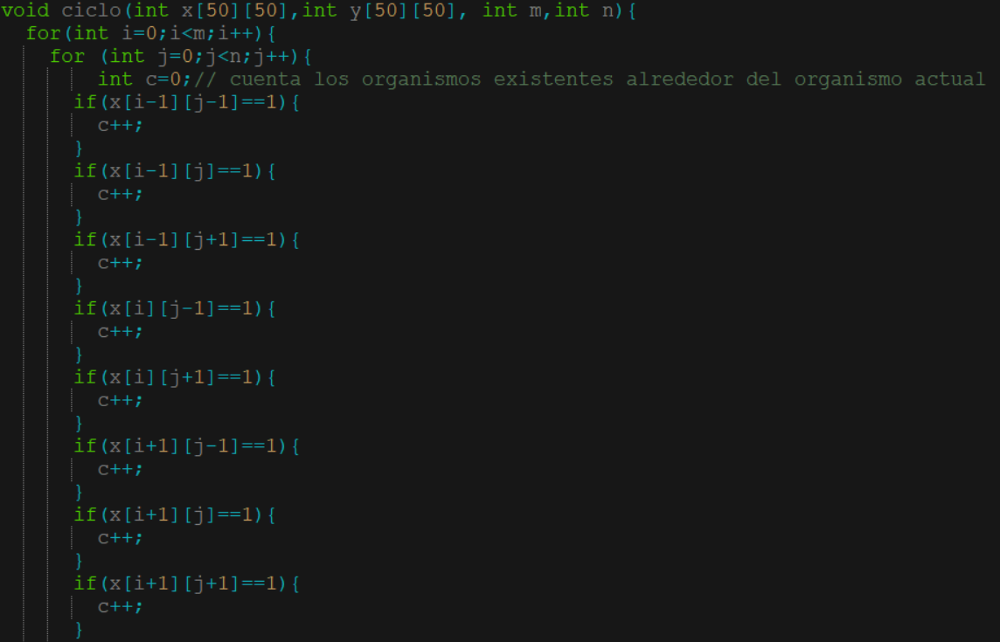 void ciclo(int x[50][50],int y[50][50], int m,int n){
for(int i=0;i<m;i++){
for (int j=0;j<n;j++){
int c=0;// cuenta los organismos existentes alrededor del organismo actual
if(x[i-1][j-1]==1){
c++;
}
if(x[i-1][j]==1){
c++;
}
if(x[i-1][j+1]==1){
c++;
}
if(x[i][j-1]==1){
c++;
}
if(x[i][j+1]==1){
c++;
}
if(x[i+1][j-1]==1){
c++;
}
if(x[i+1][j]==1){
c++;
}
if(x[i+1][j+1]==1){
c++;
}